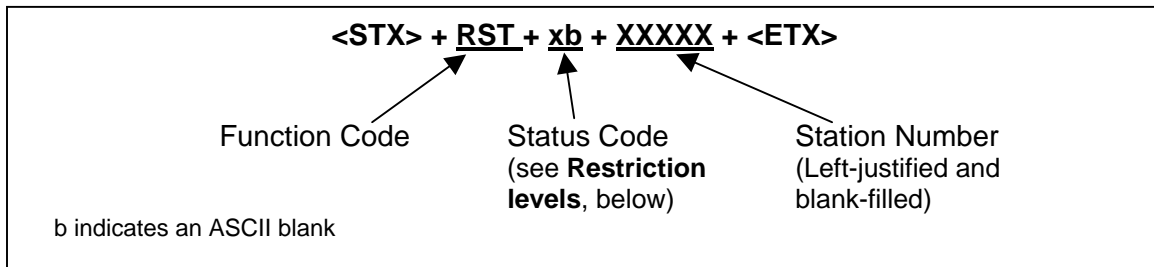 <STX> + RST + xb + XXXXX + <ETX>
Function Code
Status Code
(see Restriction
levels, below)
Station Number
(Left-justified and
blank-filled)
b indicates an ASCII blank